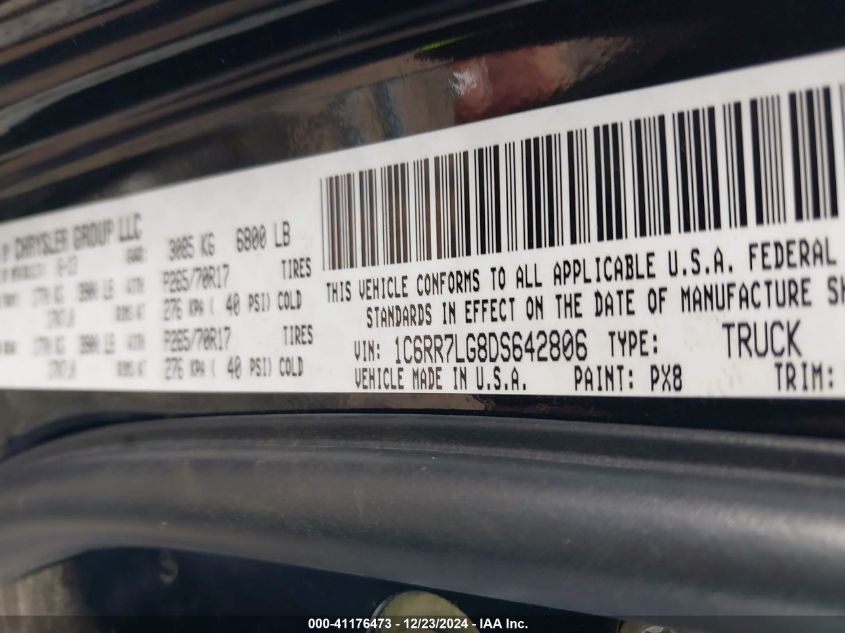 CHRYSLER GROUP LLC
3085 KG 6800 LB
TIRES
P265/70R17
276 KPA ( 40 PSI) COLD
TIRES
P265/70R17
276 KPA ( 40 PSI) COLD
THIS VEHICLE CONFORMS TO ALL APPLICABLE U.S.A. FEDERAL
STANDARDS IN EFFECT ON THE DATE OF MANUFACTURE
VIN: 1C6RR7LG8DS642806 TYPE: TRUCK
VEHICLE MADE IN U.S.A. PAINT: PX8 TRIM:
000-41176473 - 12/23/2024 - IAA Inc.